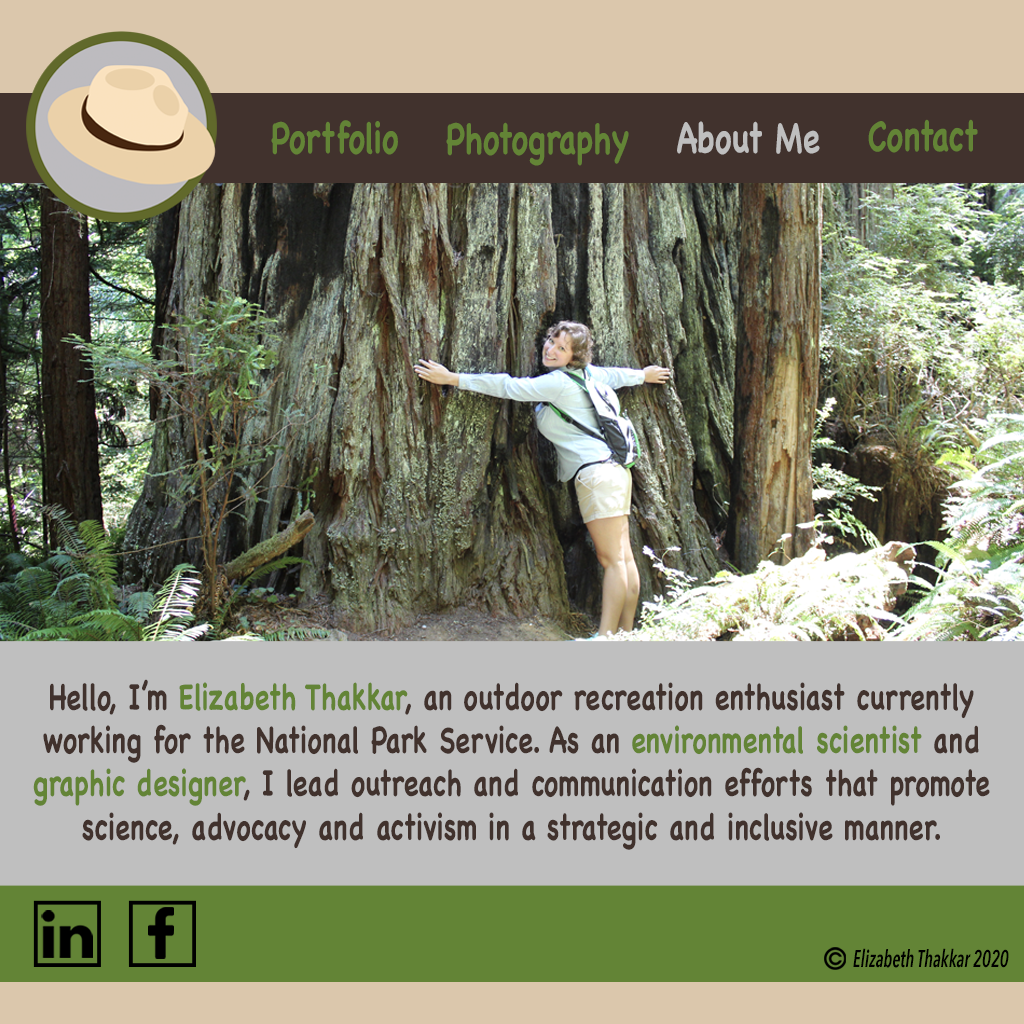 Portfolio Photography About Me Contact
Hello, I'm Elizabeth Thakkar, an outdoor recreation enthusiast currently
working for the National Park Service. As an environmental scientist and
graphic designer, I lead outreach and communication efforts that promote
science, advocacy and activism in a strategic and inclusive manner.
in f
© Elizabeth Thakkar 2020